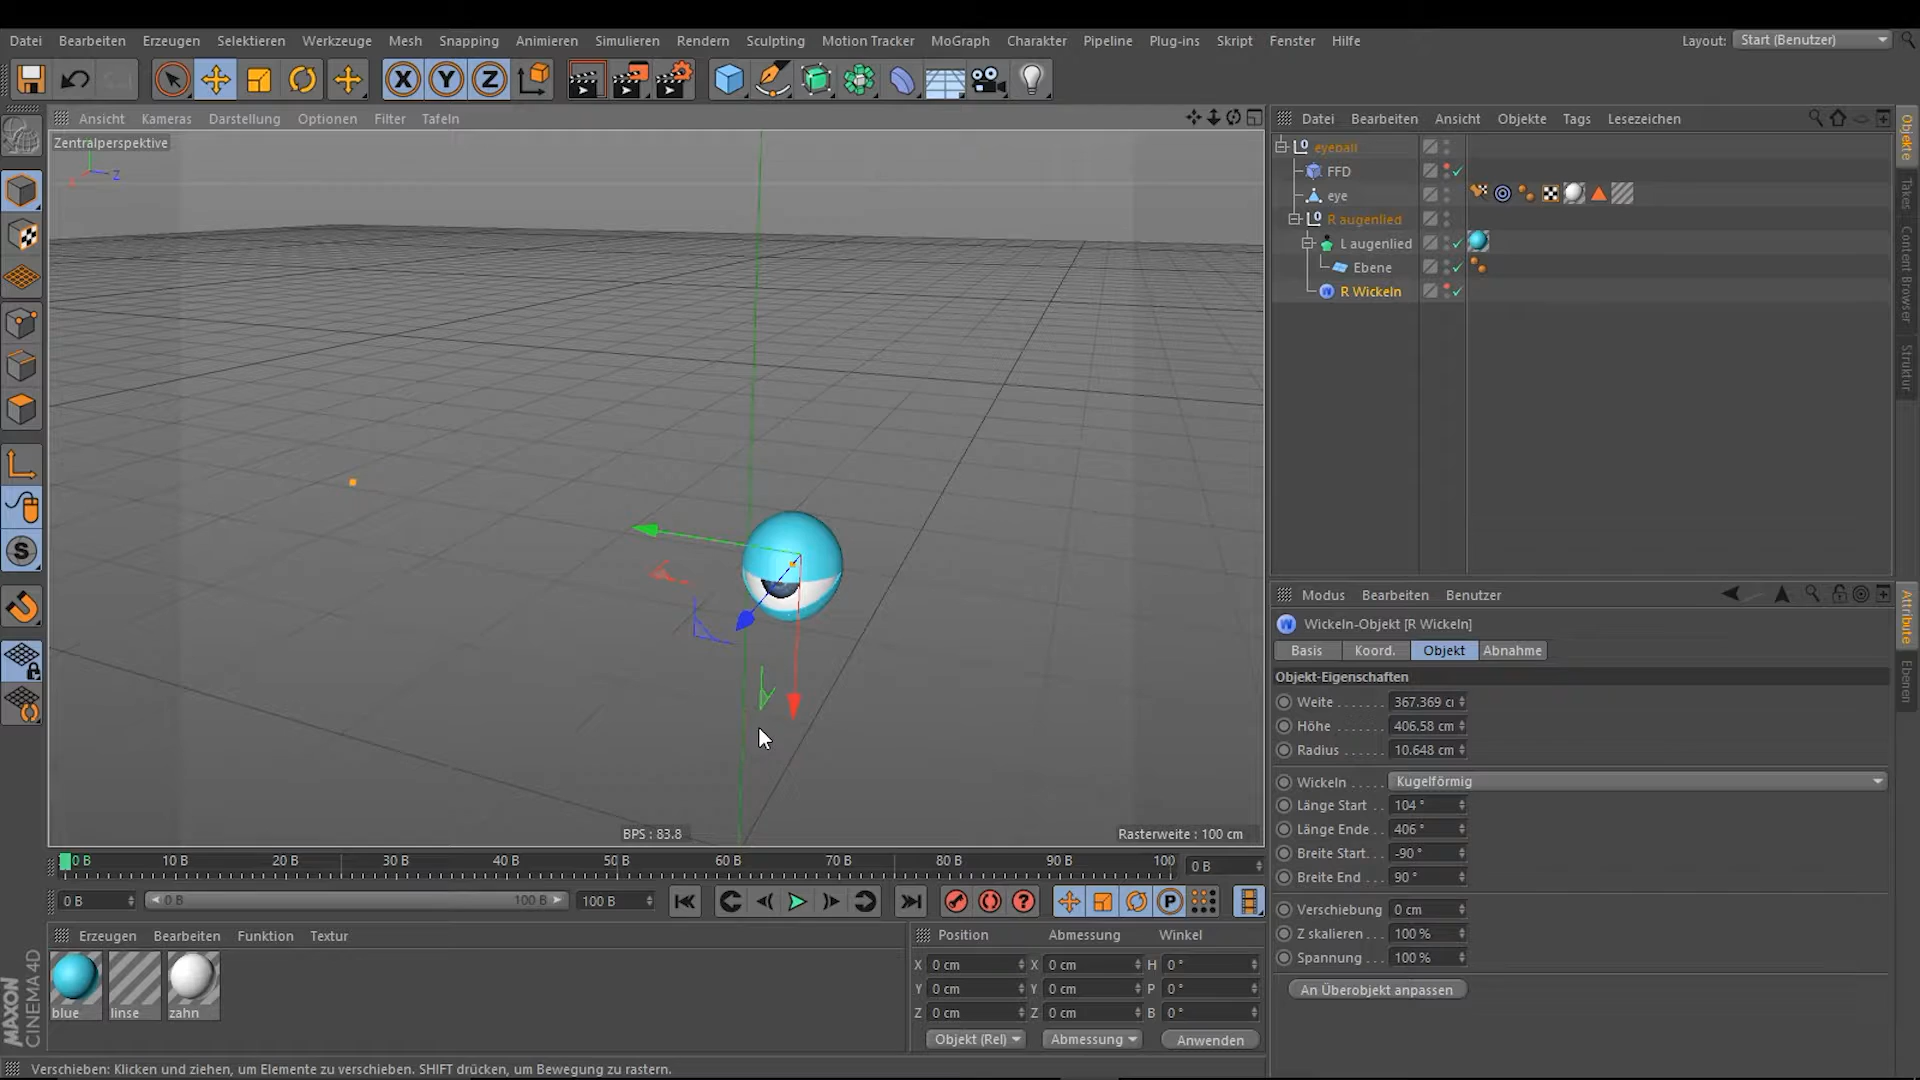 Datei Bearbeiten Erzeugen Selektieren Werkzeuge Mesh Snapping Animieren Simulieren Rendern Sculpting Motion Tracker MoGraph Charakter Pipeline Plug-ins Skript Fenster Hilfe Layout: Start (Benutzer)
X Y Z
Ansicht Kameras Darstellung Optionen Filter Tafeln
Zentralperspektive
Z
S
BPS : 83.8
Rasterweite : 100 cm
0 B 10 B 20 B 30 B 40 B 50 B 60 B 70 B 80 B 90 B 100 0 B
0 B 0 B 100 B 100 B ? P
Erzeugen Bearbeiten Funktion Textur
blue linse zahn
MAXON
CINEMA 4D
Position Abmessung Winkel
X 0 cm X 0 cm H 0 °
Y 0 cm Y 0 cm P 0 °
Z 0 cm Z 0 cm B 0 °
Objekt (Rel) Abmessung Anwenden
Verschieben: Klicken und ziehen, um Elemente zu verschieben. SHIFT drücken, um Bewegung zu rastern.
Datei Bearbeiten Ansicht Objekte Tags Lesezeichen
eyeball
FFD
eye
R augenlied
L augenlied
Ebene
R Wickeln
Objekte
Takes
Content Browser
Struktur
Modus Bearbeiten Benutzer
Wickeln-Objekt [R Wickeln]
Basis Koord. Objekt Abnahme
Objekt-Eigenschaften
Weite 367.369 cı
Höhe 406.58 cm
Radius 10.648 cm
Wickeln Kugelförmig
Länge Start 104 °
Länge Ende 406 °
Breite Start -90 °
Breite End 90 °
Verschiebung 0 cm
Z skalieren 100 %
Spannung 100 %
An Überobjekt anpassen
Attribute
Ebenen